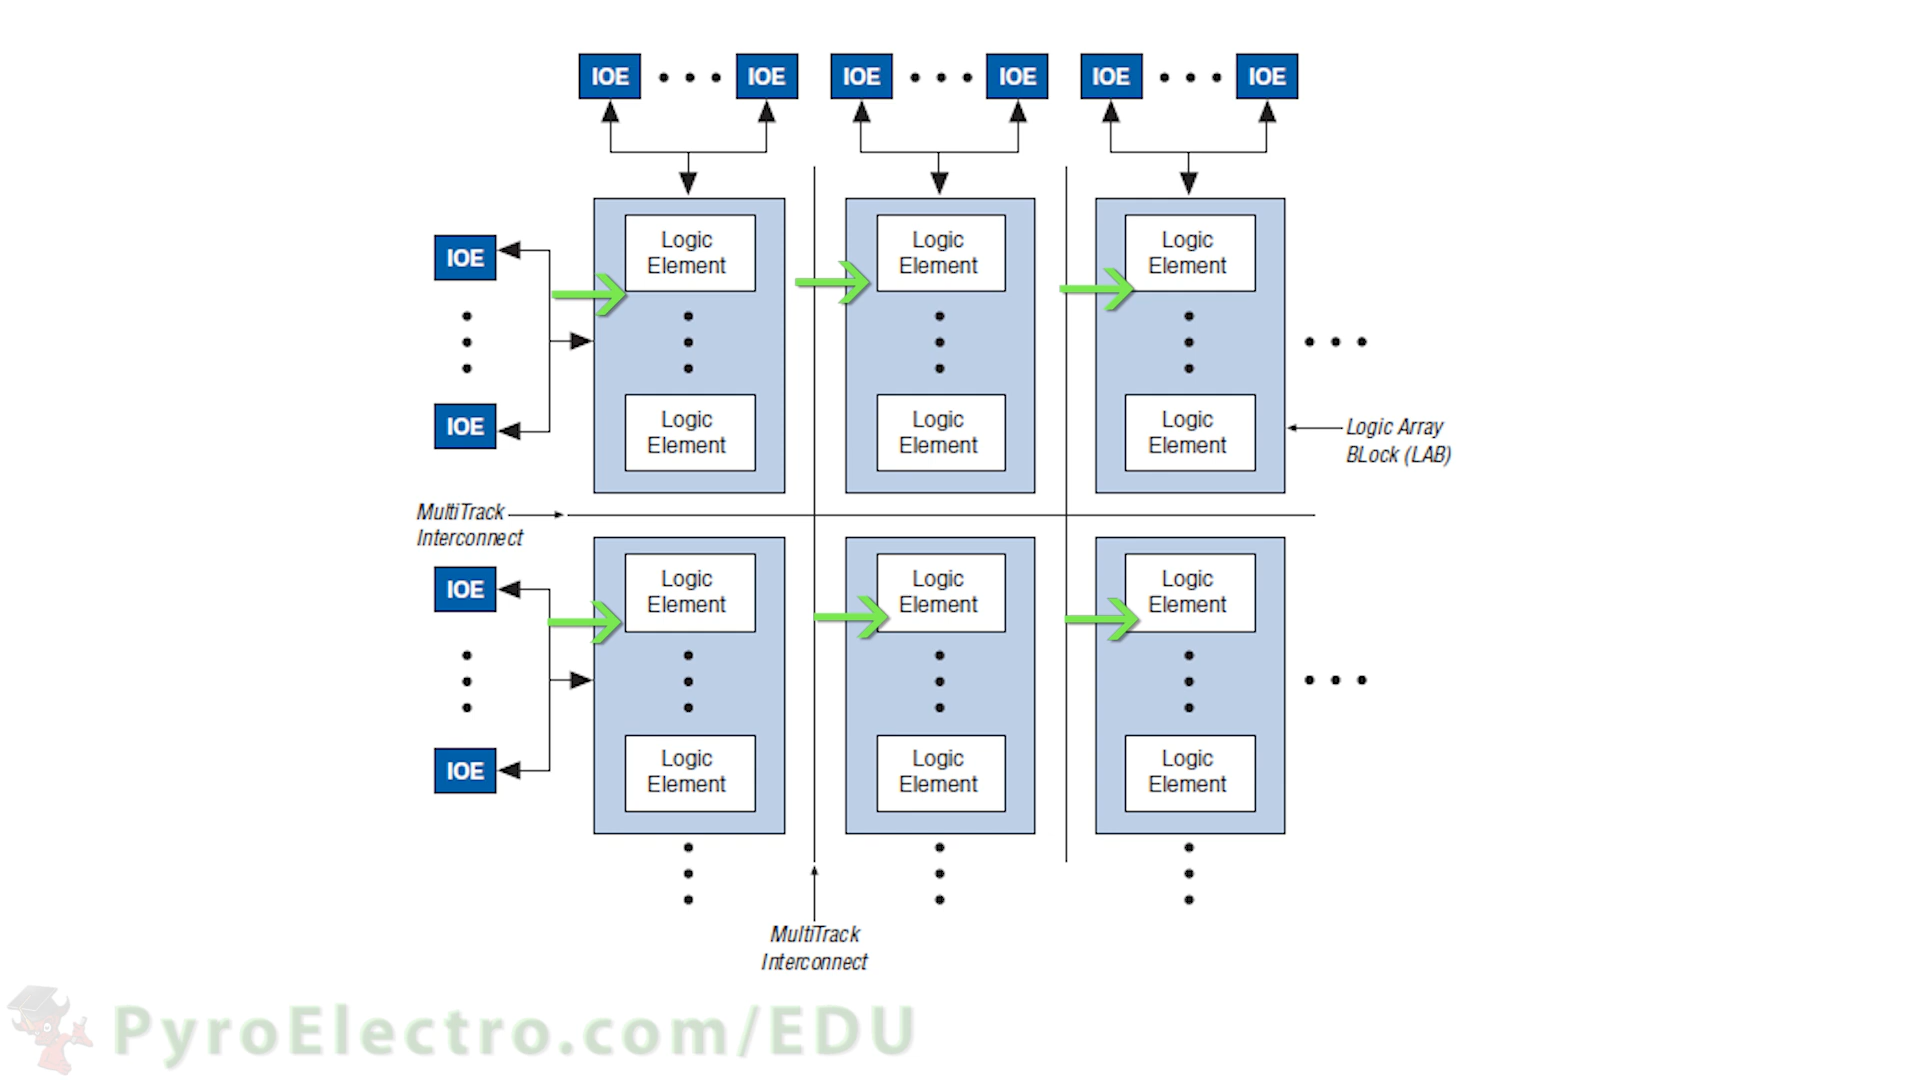 IOE IOE IOE IOE IOE IOE
Logic Logic Logic
Element Element Element
IOE
IOE
Logic Logic Logic
Element Element Element
Logic Array
BLock (LAB)
MultiTrack
Interconnect
IOE
Logic Logic Logic
Element Element Element
IOE
Logic Logic Logic
Element Element Element
MultiTrack
Interconnect
PyroElectro.com/EDU